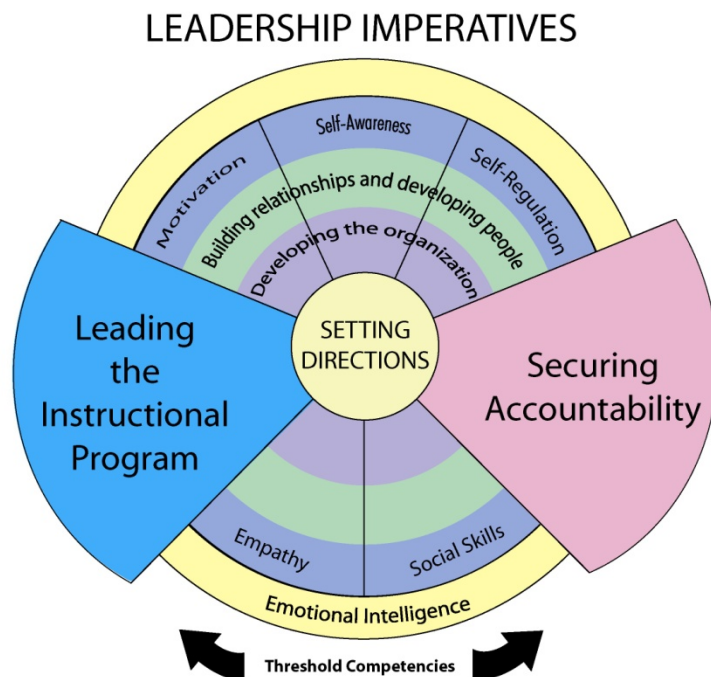 LEADERSHIP IMPERATIVES
Self-Awareness
Motivation
Self-Regulation
Building relationships and developing people
Developing the organization
Leading
the
Instructional
Program
SETTING
DIRECTIONS
Securing
Accountability
Empathy
Social Skills
Emotional Intelligence
Threshold Competencies